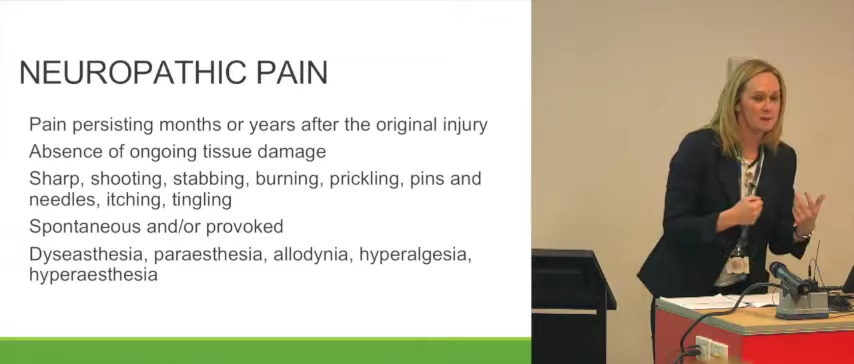 NEUROPATHIC PAIN
Pain persisting months or years after the original injury
Absence of ongoing tissue damage
Sharp, shooting, stabbing, burning, prickling, pins and
needles, itching, tingling
Spontaneous and/or provoked
Dyseasthesia, paraesthesia, allodynia, hyperalgesia,
hyperaesthesia